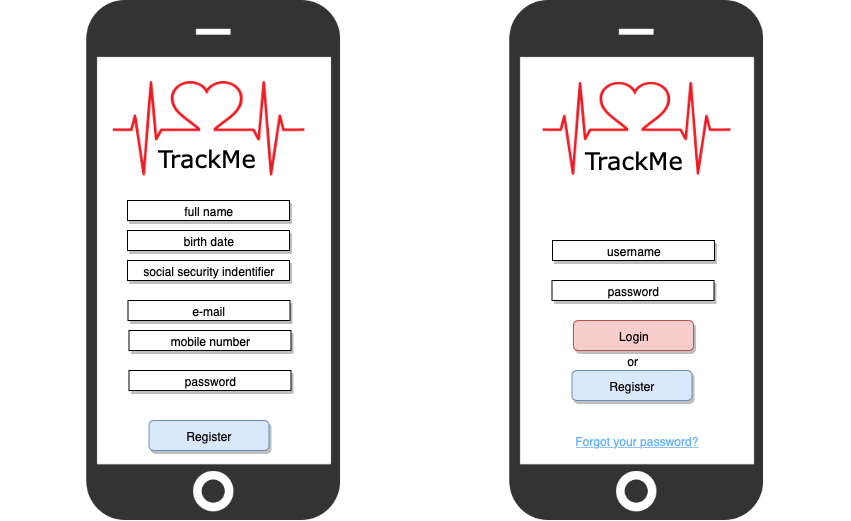 TrackMe
full name
birth date
social security indentifier
e-mail
mobile number
password
Register
TrackMe
username
password
Login
or
Register
Forgot your password?